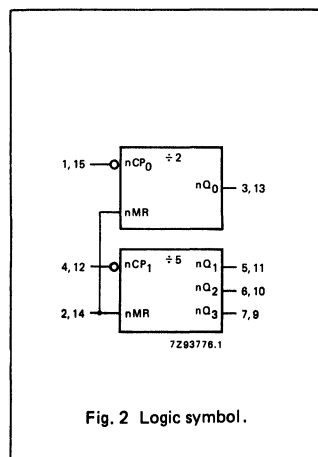 ÷2
1, 15 nCP0
nQ0 3, 13
nMR
÷5
4, 12 nCP1 nQ1 5, 11
nQ2 6, 10
2, 14 nMR nQ3 7, 9
7Z93776.1
Fig. 2 Logic symbol.